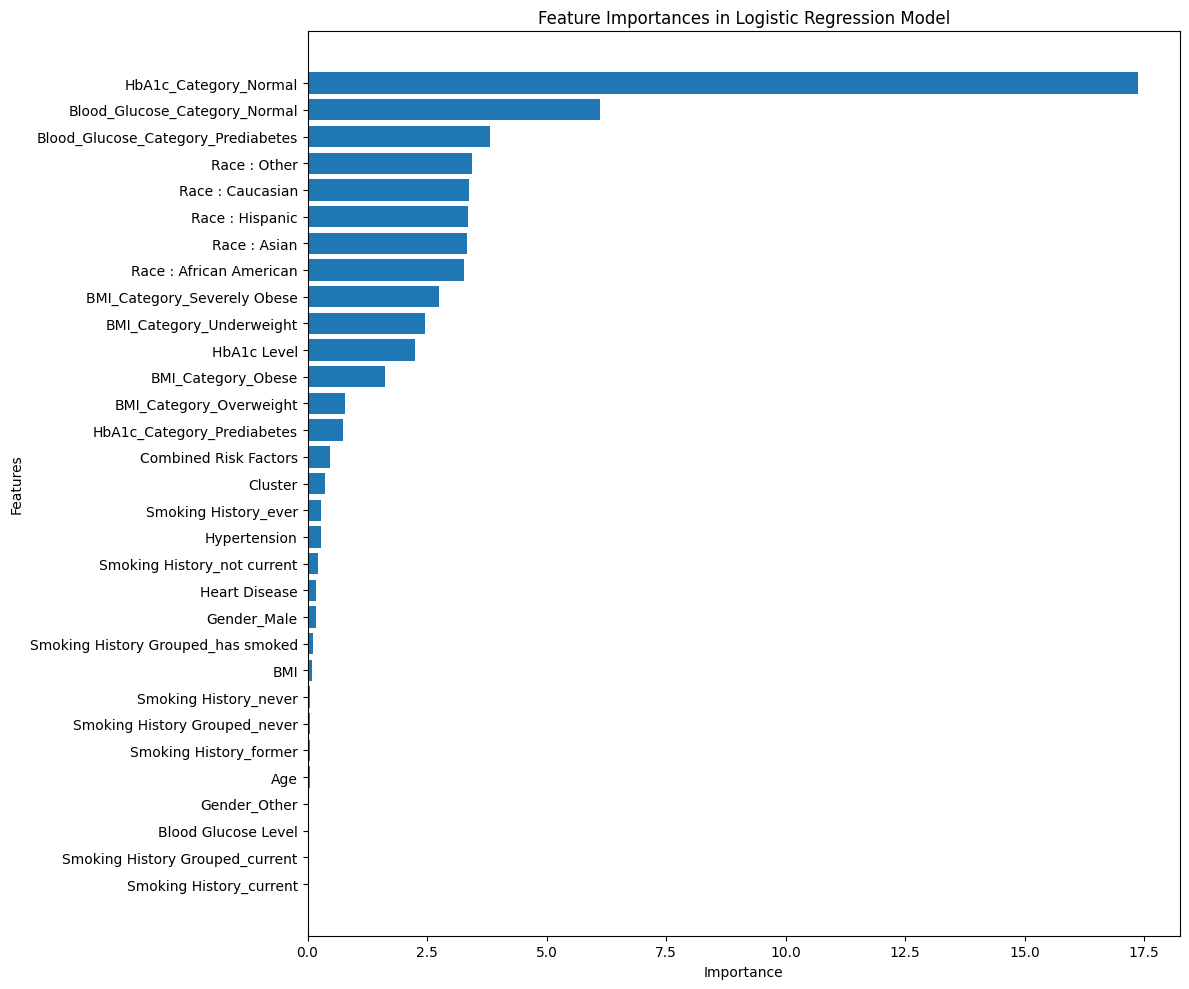 Feature Importances in Logistic Regression Model
HbA1c_Category_Normal
Blood_Glucose_Category_Normal
Blood_Glucose_Category_Prediabetes
Race : Other
Race : Caucasian
Race : Hispanic
Race : Asian
Race : African American
BMI_Category_Severely Obese
BMI_Category_Underweight
HbA1c Level
BMI_Category_Obese
BMI_Category_Overweight
HbA1c_Category_Prediabetes
Combined Risk Factors
Cluster
Smoking History_ever
Hypertension
Smoking History_not current
Heart Disease
Gender_Male
Smoking History Grouped_has smoked
BMI
Smoking History_never
Smoking History Grouped_never
Smoking History_former
Age
Gender_Other
Blood Glucose Level
Smoking History Grouped_current
Smoking History_current
Features
0.0 2.5 5.0 7.5 10.0 12.5 15.0 17.5
Importance